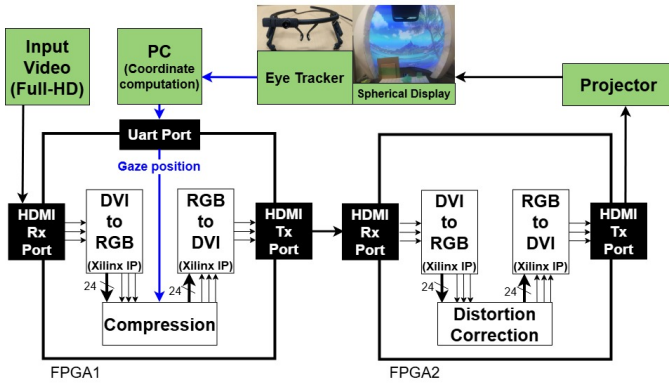 Input
Video
(Full-HD)
PC
(Coordinate
computation)
Eye Tracker
Spherical Display
Projector
Uart Port
Gaze position
HDMI
Rx
Port
DVI
to
RGB
(Xilinx IP)
RGB
to
DVI
(Xilinx IP)
HDMI
Tx
Port
24
24
Compression
FPGA1
HDMI
Rx
Port
DVI
to
RGB
(Xilinx IP)
RGB
to
DVI
(Xilinx IP)
HDMI
Tx
Port
24
24
Distortion
Correction
FPGA2